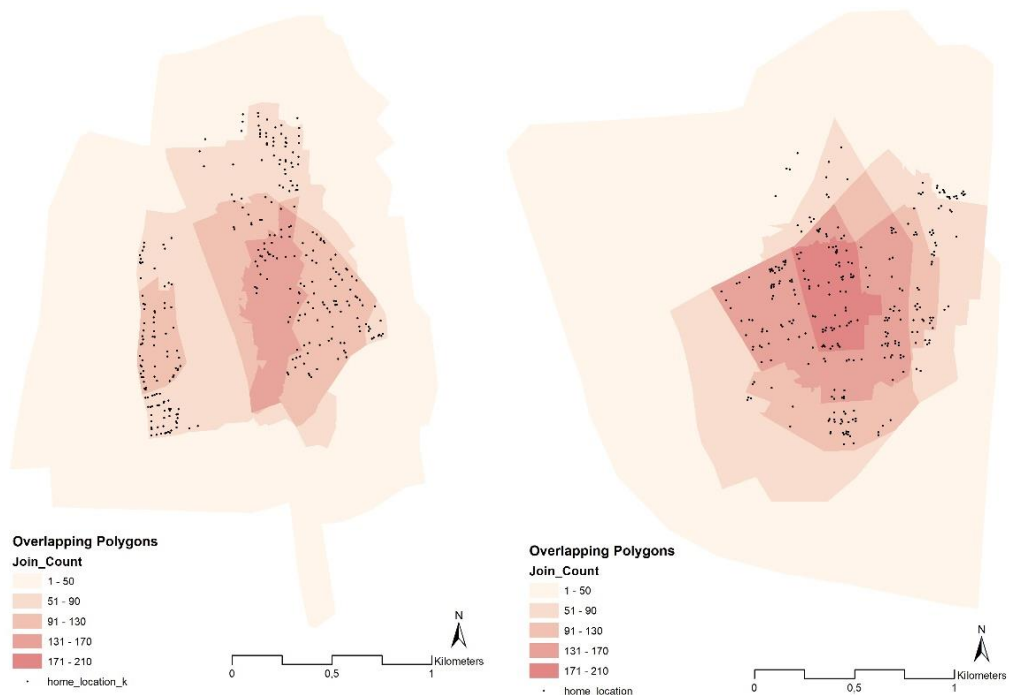 Overlapping Polygons
Join_Count
1 - 50
51 - 90
91 - 130
131 - 170
171 - 210
home_location_k
N
Kilometers
0
0,5
1
Overlapping Polygons
Join_Count
1 - 50
51 - 90
91 - 130
131 - 170
171 - 210
home_location
N
Kilometers
0
0,5
1